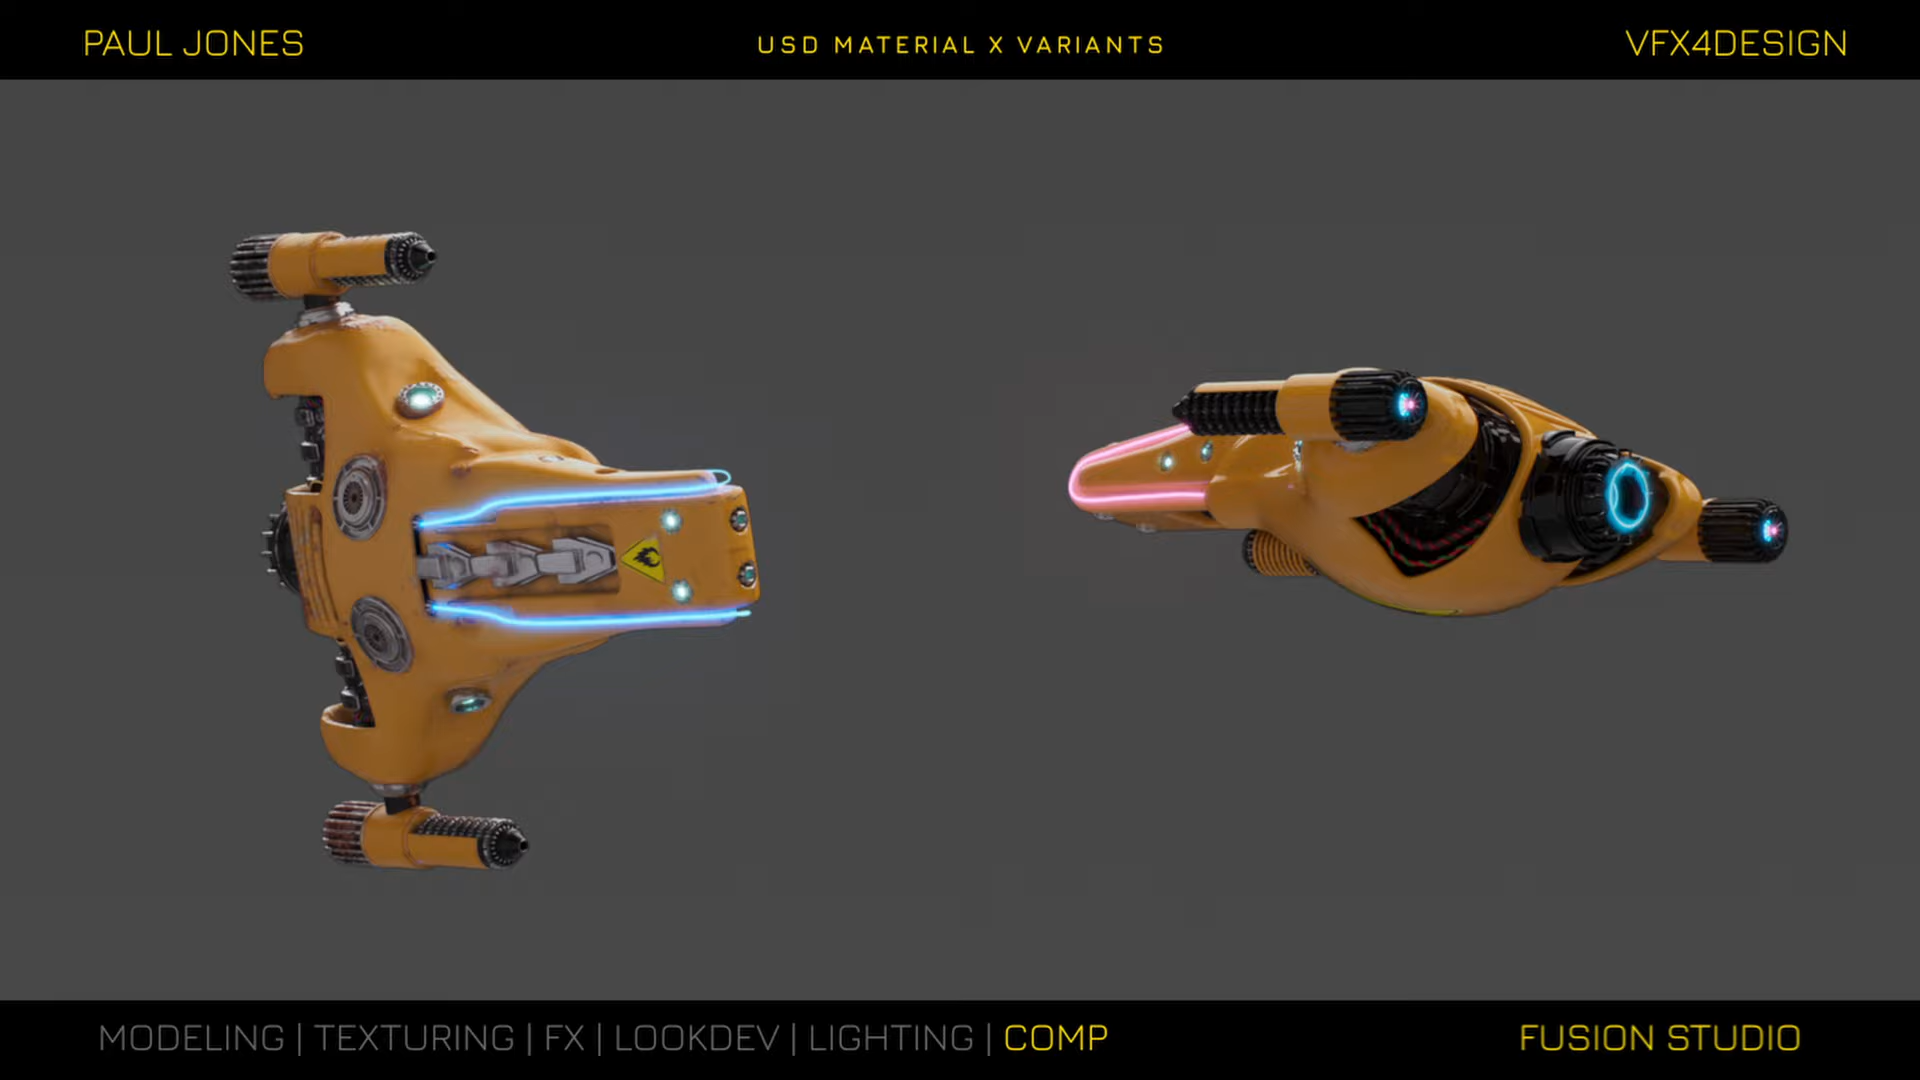 PAUL JONES
USD MATERIAL X VARIANTS
VFX4DESIGN
MODELING | TEXTURING | FX | LOOKDEV | LIGHTING | COMP
FUSION STUDIO